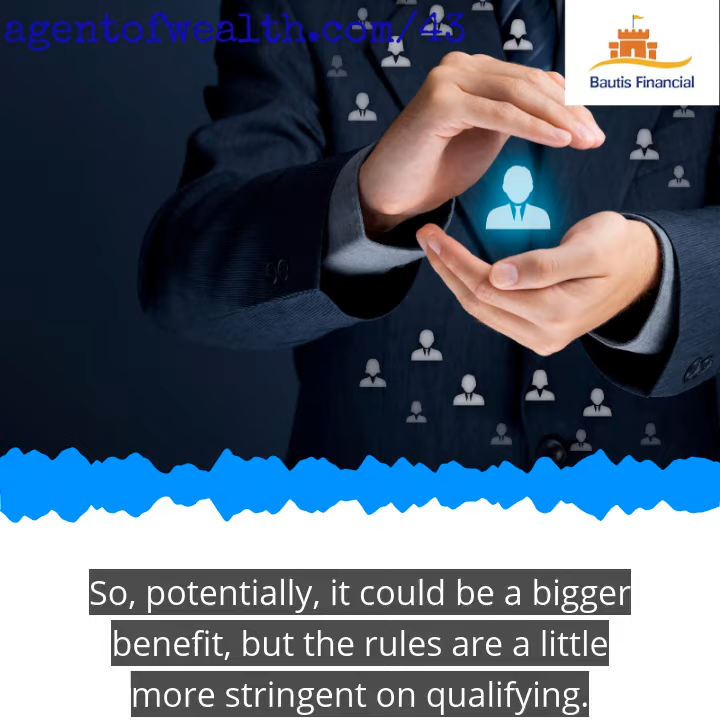 agentofwealth.com/43
Bautis Financial
So, potentially, it could be a bigger
benefit, but the rules are a little
more stringent on qualifying.